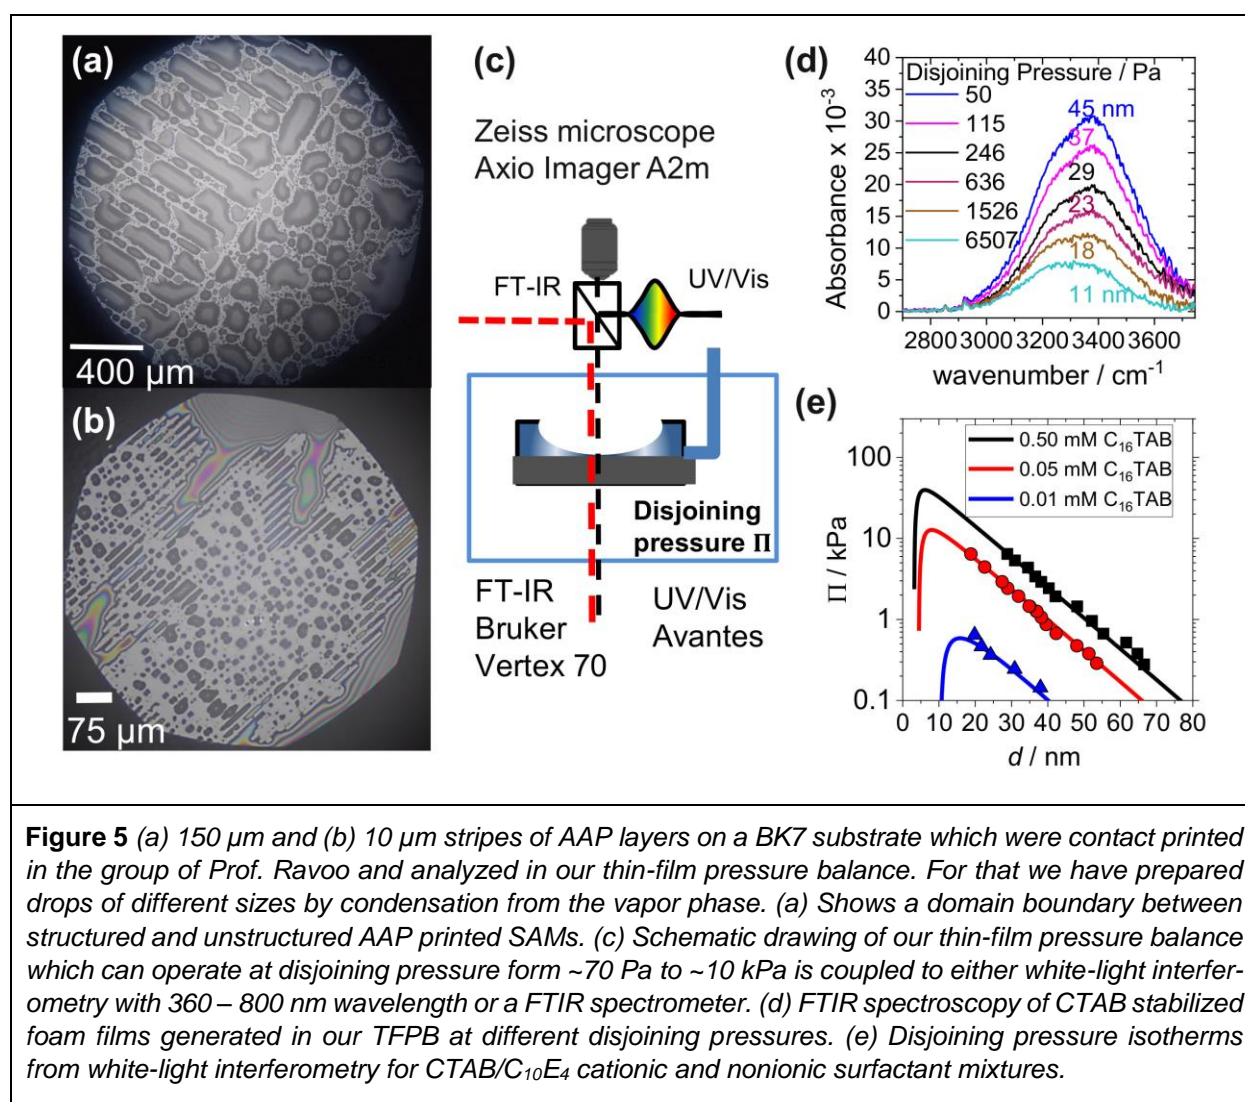 (a)
400 µm
(b)
75 µm
(c)
Zeiss microscope
Axio Imager A2m
FT-IR
UV/Vis
Disjoining
pressure Π
FT-IR
Bruker
Vertex 70
UV/Vis
Avantes
(d)
Absorbance x 10-3
40
35
30
25
20
15
10
5
0
Disjoining Pressure / Pa
50
115
246
636
1526
6507
45 nm
37
29
23
18
11 nm
2800 3000 3200 3400 3600
wavenumber / cm-1
(e)
Π / kPa
100
10
1
0.1
0.50 mM C16TAB
0.05 mM C16TAB
0.01 mM C16TAB
0 10 20 30 40 50 60 70 80
d / nm
Figure 5 (a) 150 µm and (b) 10 µm stripes of AAP layers on a BK7 substrate which were contact printed
in the group of Prof. Ravoo and analyzed in our thin-film pressure balance. For that we have prepared
drops of different sizes by condensation from the vapor phase. (a) Shows a domain boundary between
structured and unstructured AAP printed SAMs. (c) Schematic drawing of our thin-film pressure balance
which can operate at disjoining pressure form ~70 Pa to ~10 kPa is coupled to either white-light interfer-
ometry with 360 – 800 nm wavelength or a FTIR spectrometer. (d) FTIR spectroscopy of CTAB stabilized
foam films generated in our TFPB at different disjoining pressures. (e) Disjoining pressure isotherms
from white-light interferometry for CTAB/C10E4 cationic and nonionic surfactant mixtures.